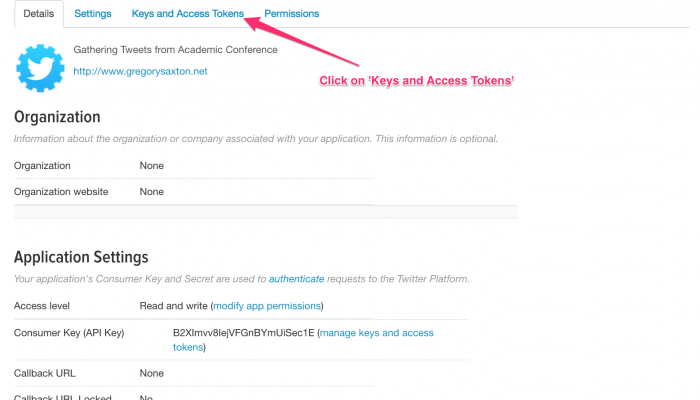 Details Settings Keys and Access Tokens Permissions
Gathering Tweets from Academic Conference
http://www.gregorysaxton.net
Click on 'Keys and Access Tokens'
Organization
Information about the organization or company associated with your application. This information is optional.
Organization None
Organization website None
Application Settings
Your application's Consumer Key and Secret are used to authenticate requests to the Twitter Platform.
Access level Read and write (modify app permissions)
Consumer Key (API Key) B2XImvv8IejVFGnBYmUiSec1E (manage keys and access
tokens)
Callback URL None
Callback URL Locked No